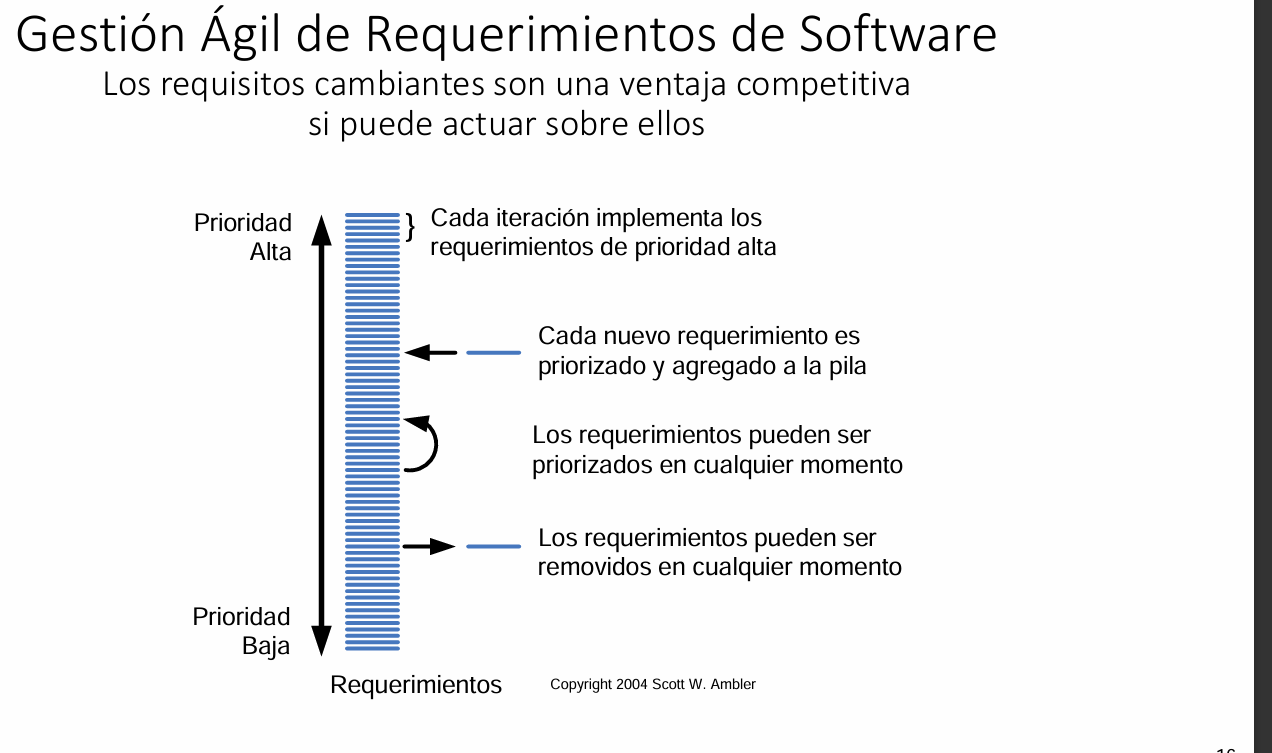 Gestión Ágil de Requerimientos de Software
Los requisitos cambiantes son una ventaja competitiva
si puede actuar sobre ellos
Prioridad
Alta
} Cada iteración implementa los
requerimientos de prioridad alta
Cada nuevo requerimiento es
priorizado y agregado a la pila
Los requerimientos pueden ser
priorizados en cualquier momento
Los requerimientos pueden ser
removidos en cualquier momento
Prioridad
Baja
Requerimientos
Copyright 2004 Scott W. Ambler